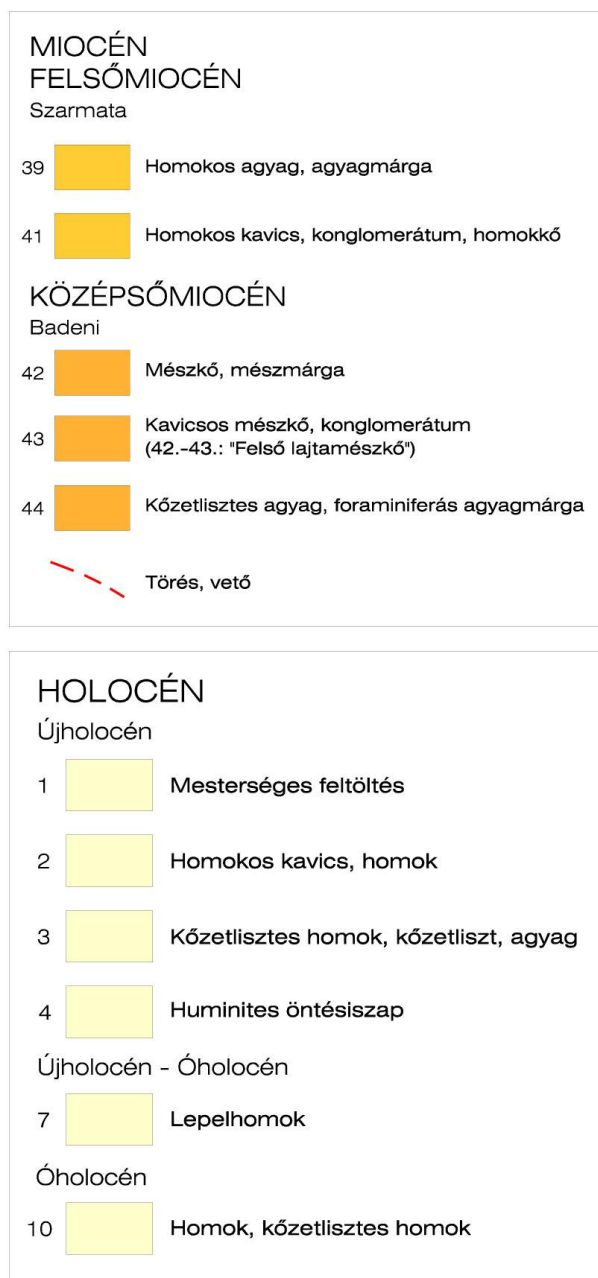 MIOCÉN
FELSŐMIOCÉN
Szarmata
39 Homokos agyag, agyagmárga
41 Homokos kavics, konglomerátum, homokkő
KÖZÉPSŐMIOCÉN
Badeni
42 Mészkő, mészmárga
43 Kavicsos mészkő, konglomerátum
(42.-43.: "Felső lajtamészkő")
44 Kőzetlisztes agyag, foraminiferás agyagmárga
Törés, vető
HOLOCÉN
Újholocén
1 Mesterséges feltöltés
2 Homokos kavics, homok
3 Kőzetlisztes homok, kőzetliszt, agyag
4 Huminites öntésiszap
Újholocén - Óholocén
7 Lepelhomok
Óholocén
10 Homok, kőzetlisztes homok